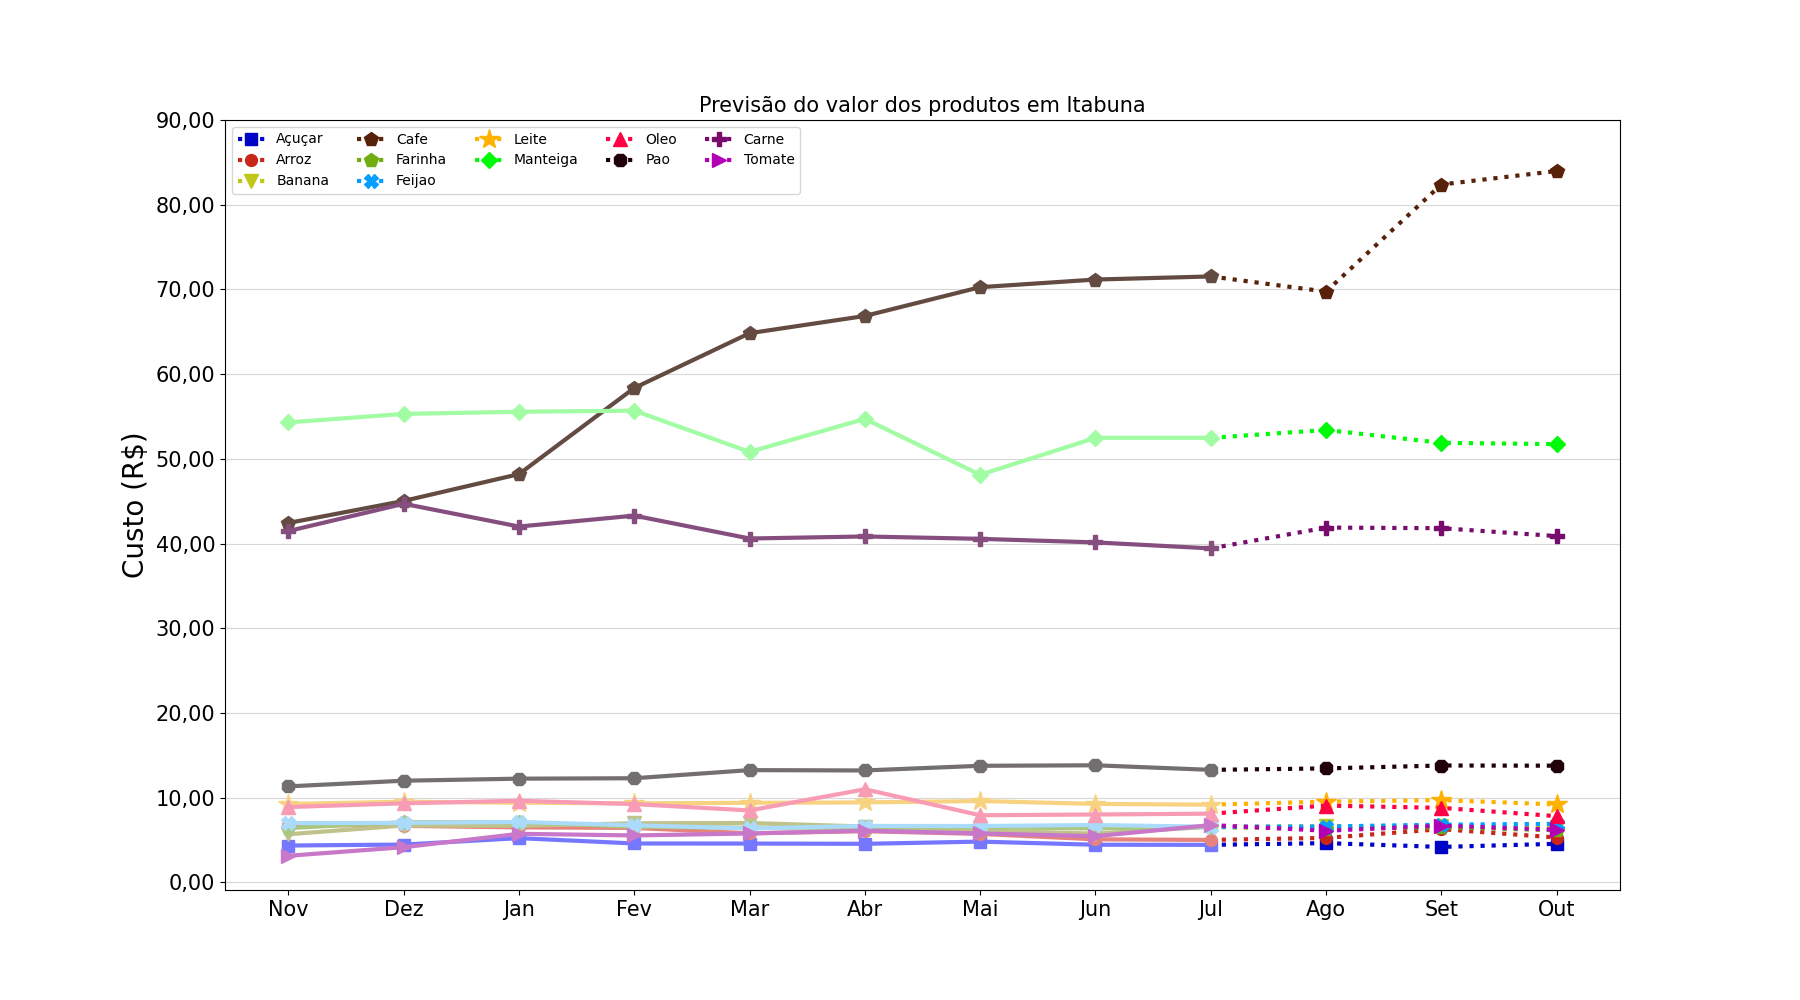 Previsão do valor dos produtos em Itabuna
90,00
80,00
70,00
60,00
50,00
40,00
30,00
20,00
10,00
0,00
Custo (R$)
Açuçar Cafe Leite Oleo Carne
Arroz Farinha Manteiga Pao Tomate
Banana Feijao
Nov Dez Jan Fev Mar Abr Mai Jun Jul Ago Set Out